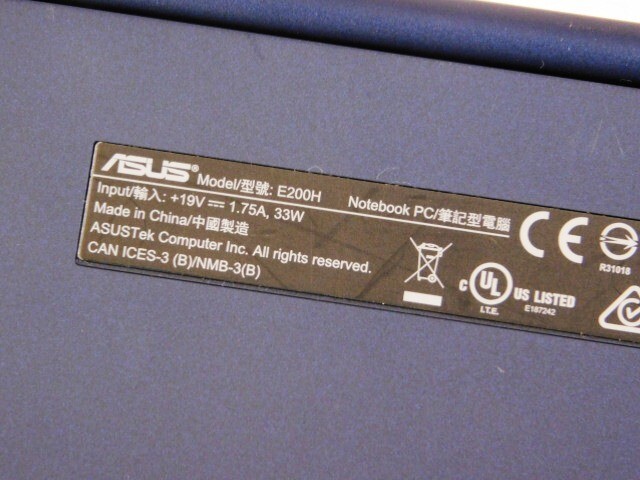 ASUS® Model/型號: E200H Notebook PC/筆記型電腦
Input/輸入: +19V⎓1.75A, 33W
Made in China/中國製造
ASUSTek Computer Inc. All rights reserved.
CAN ICES-3 (B)/NMB-3(B)
CE
R31018
c UL US LISTED
I.T.E. E187242